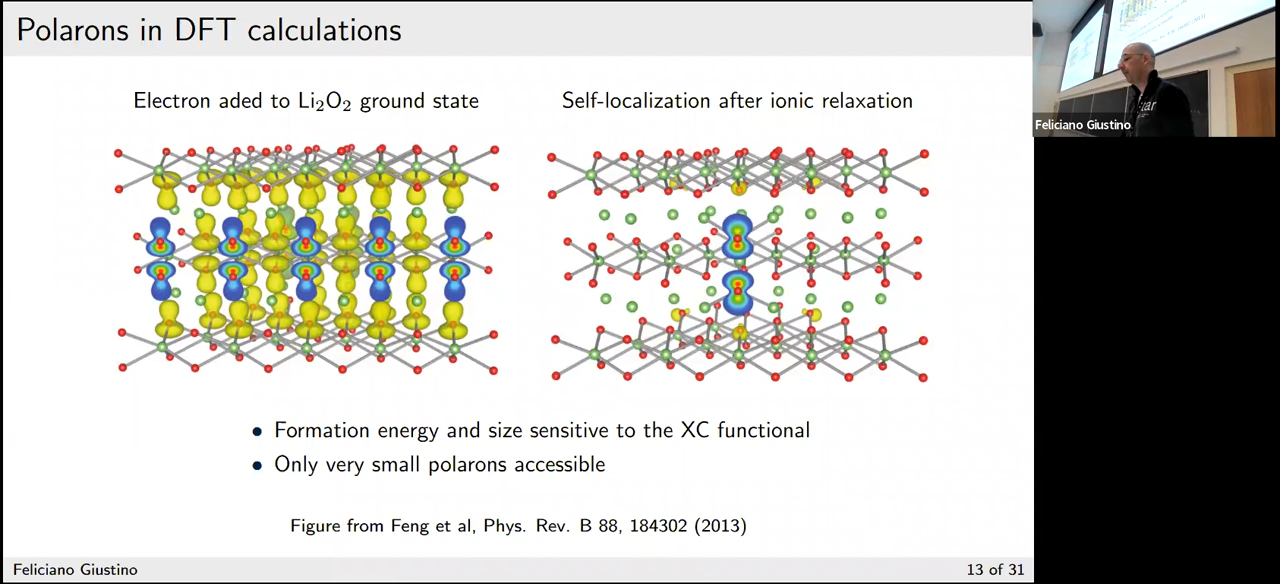 Polarons in DFT calculations
Electron aded to Li₂O₂ ground state
Self-localization after ionic relaxation
• Formation energy and size sensitive to the XC functional
• Only very small polarons accessible
Figure from Feng et al, Phys. Rev. B 88, 184302 (2013)
Feliciano Giustino
13 of 31
Feliciano Giustino